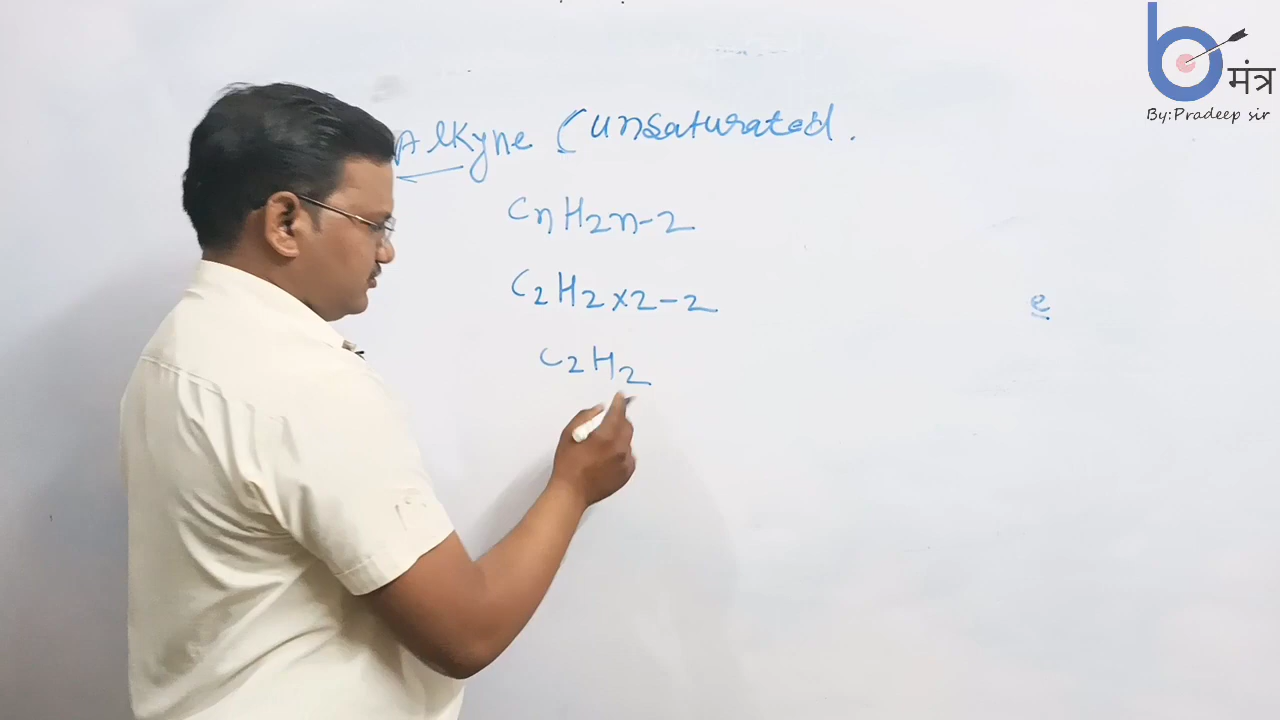 b
मंत्र
By:Pradeep sir
Alkyne (unsaturated.
CnH2n-2
C2H2x2-2
e
C2H2